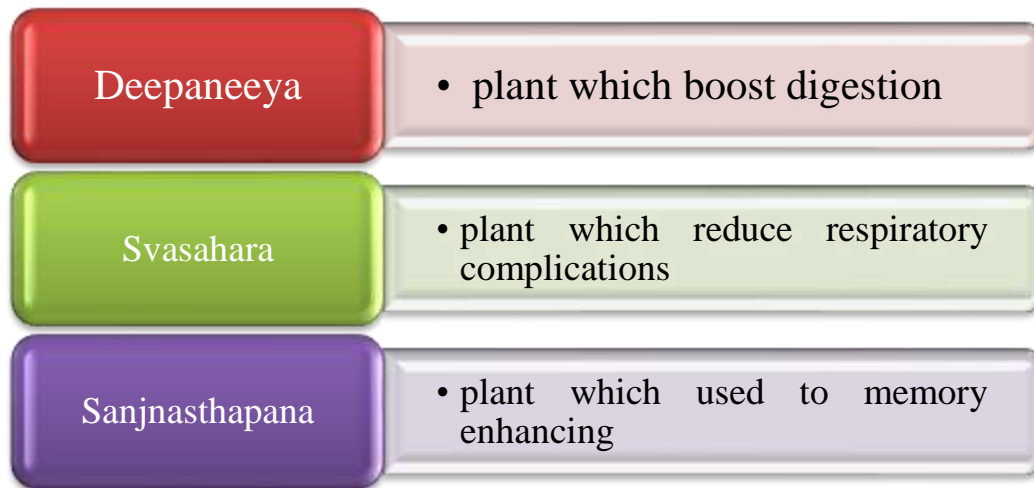 Deepaneeya
• plant which boost digestion
Svasahara
• plant which reduce respiratory
complications
Sanjnasthapana
• plant which used to memory
enhancing